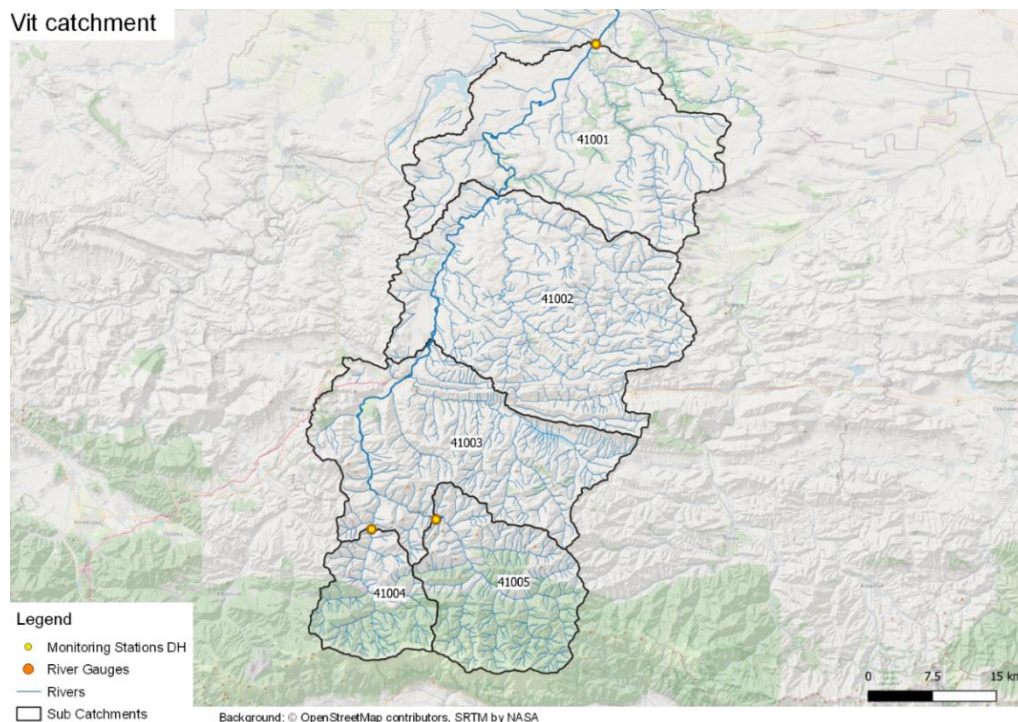 Vit catchment
41001
41002
41003
41004
41005
Legend
Monitoring Stations DH
River Gauges
Rivers
Sub Catchments
0 7.5 15 km
Background: © OpenStreetMap contributors, SRTM by NASA